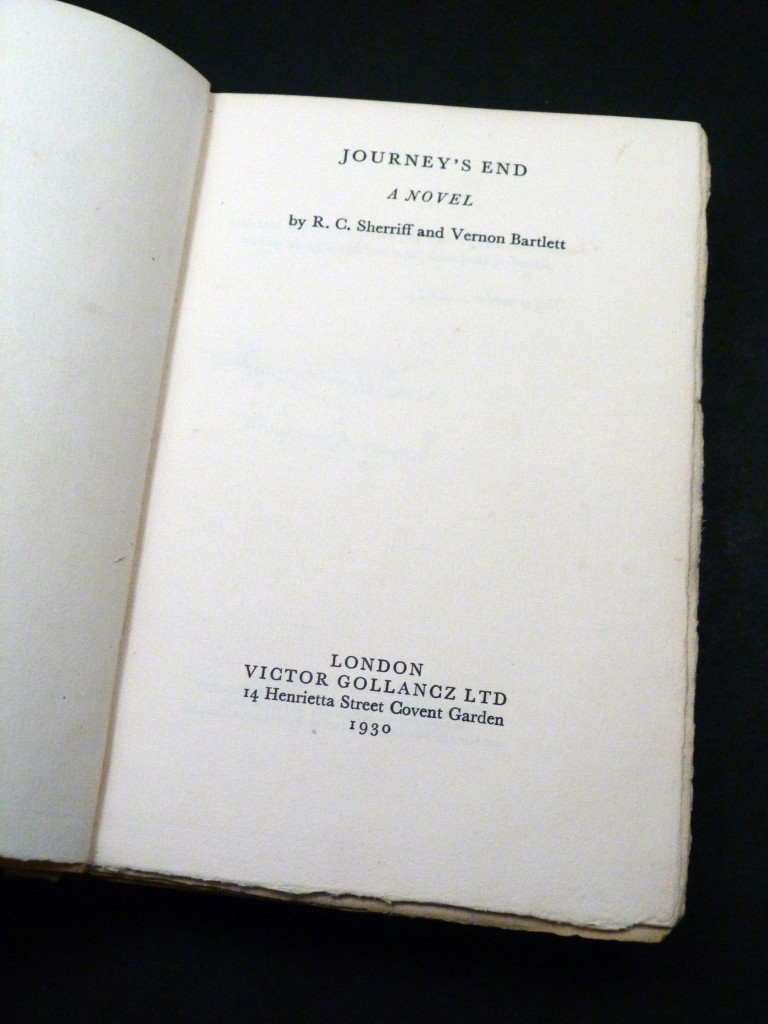 JOURNEY'S END
A NOVEL
by R. C. Sherriff and Vernon Bartlett
LONDON
VICTOR GOLLANCZ LTD
14 Henrietta Street Covent Garden
1930